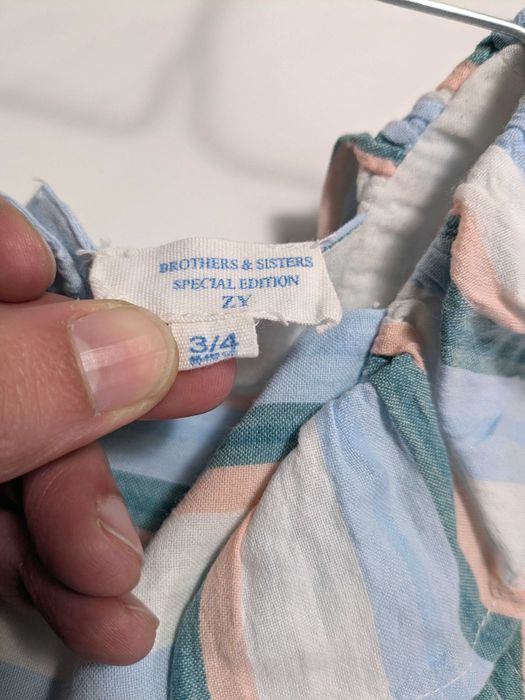 BROTHERS & SISTERS
SPECIAL EDITION
ZY
3/4